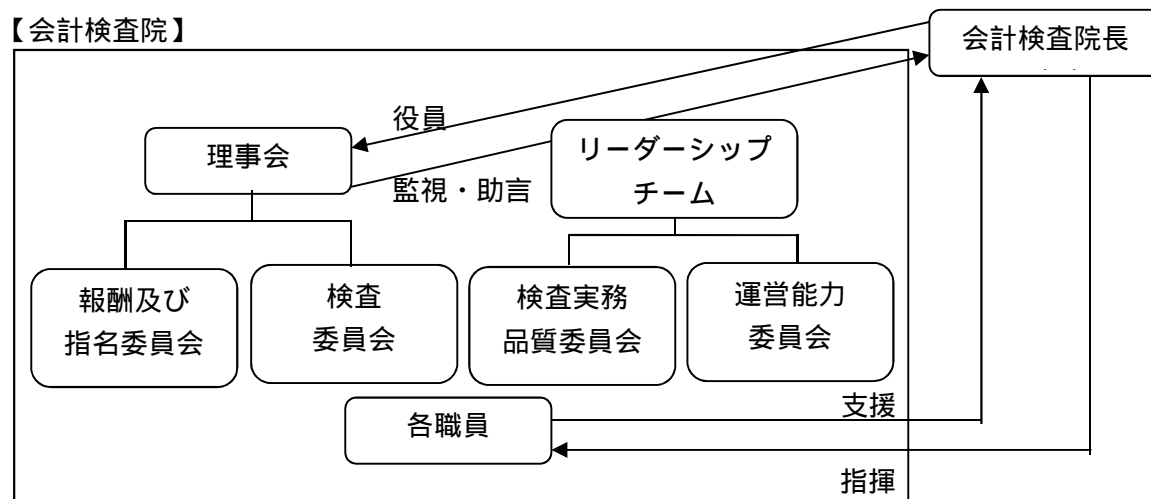 【会計検査院】
会計検査院長
役員
理事会
リーダーシップ
チーム
監視・助言
報酬及び
指名委員会
検査
委員会
検査実務
品質委員会
運営能力
委員会
各職員
支援
指揮